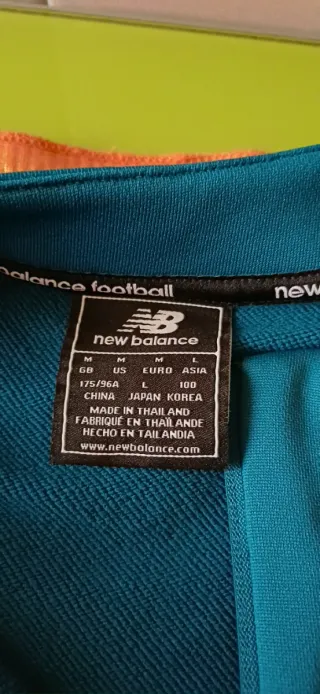 balance football
new
NB
new balance
M M M L
GB US EURO ASIA
175/96A L 100
CHINA JAPAN KOREA
MADE IN THAILAND
FABRIQUÉ EN THAÏLANDE
HECHO EN TAILANDIA
www.newbalance.com